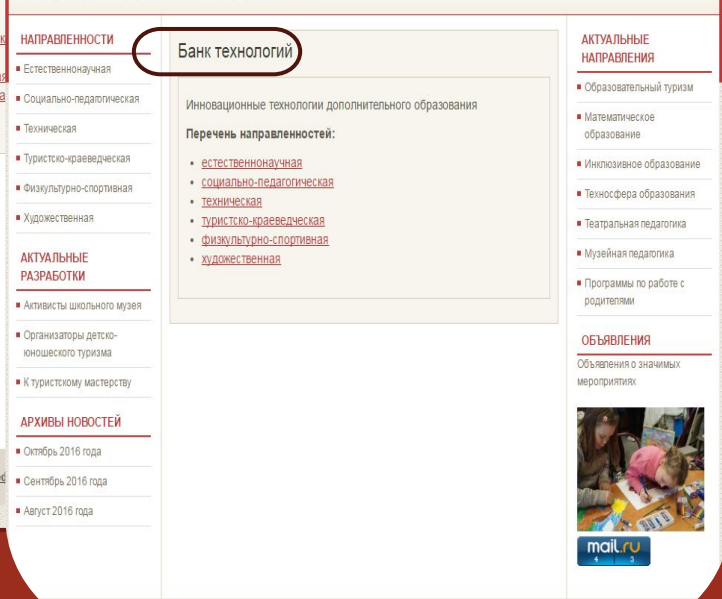 НАПРАВЛЕННОСТИ
Естественнонаучная
Социально-педагогическая
Техническая
Туристско-краеведческая
Физкультурно-спортивная
Художественная
АКТУАЛЬНЫЕ
РАЗРАБОТКИ
Активисты школьного музея
Организаторы детско-
юношеского туризма
К туристскому мастерству
АРХИВЫ НОВОСТЕЙ
Октябрь 2016 года
Сентябрь 2016 года
Август 2016 года
Банк технологий
Инновационные технологии дополнительного образования
Перечень направленностей:
естественнонаучная
социально-педагогическая
техническая
туристско-краеведческая
физкультурно-спортивная
художественная
АКТУАЛЬНЫЕ
НАПРАВЛЕНИЯ
Образовательный туризм
Математическое
образование
Инклюзивное образование
Техносфера образования
Театральная педагогика
Музейная педагогика
Программы по работе с
родителями
ОБЪЯВЛЕНИЯ
Объявления о значимых
мероприятиях
mail.ru
4 3